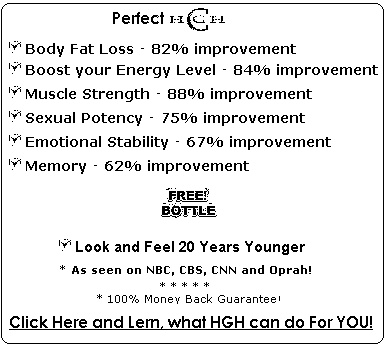 Perfect HGH
Body Fat Loss - 82% improvement
Boost your Energy Level - 84% improvement
Muscle Strength - 88% improvement
Sexual Potency - 75% improvement
Emotional Stability - 67% improvement
Memory - 62% improvement
FREE!
BOTTLE
Look and Feel 20 Years Younger
* As seen on NBC, CBS, CNN and Oprah!
* * * * *
* 100% Money Back Guarantee!
Click Here and Lern, what HGH can do For YOU!